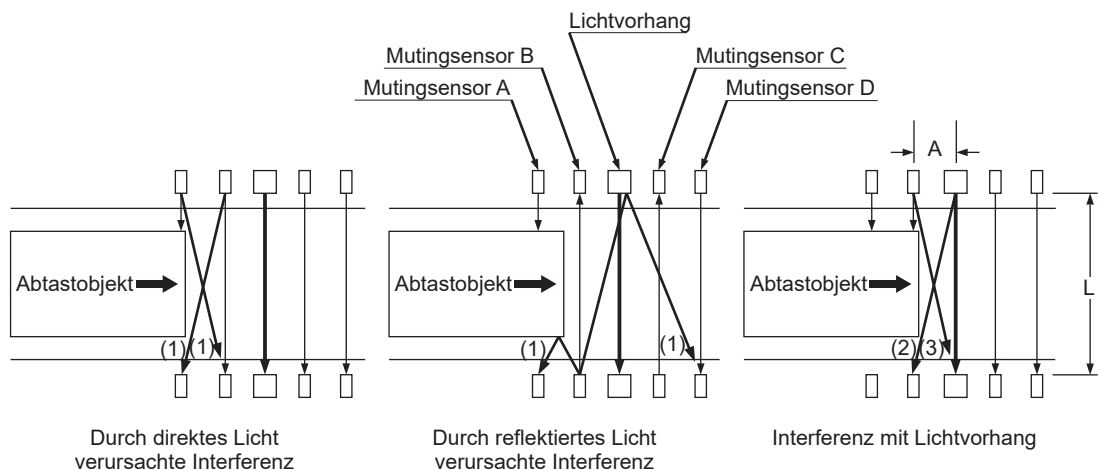 Lichtvorhang
Mutingsensor B
Mutingsensor C
Mutingsensor A
Mutingsensor D
A
Abtastobjekt
Abtastobjekt
Abtastobjekt
L
(1) (1)
(1)
(1)
(2) (3)
Durch direktes Licht
verursachte Interferenz
Durch reflektiertes Licht
verursachte Interferenz
Interferenz mit Lichtvorhang